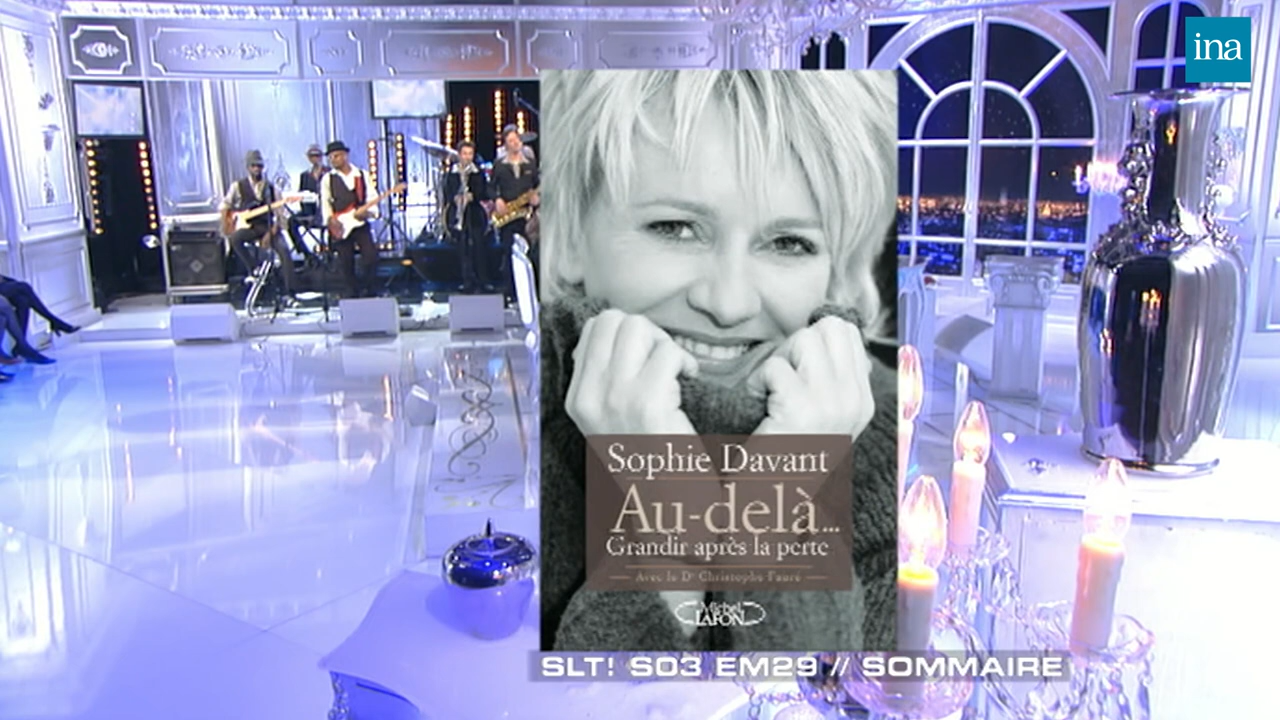 ina
Sophie Davant
Au-delà...
Grandir après la perte
Avec le Dr Christophe Fauré
Michel
LAFON
SLT! S03 EM29 // SOMMAIRE